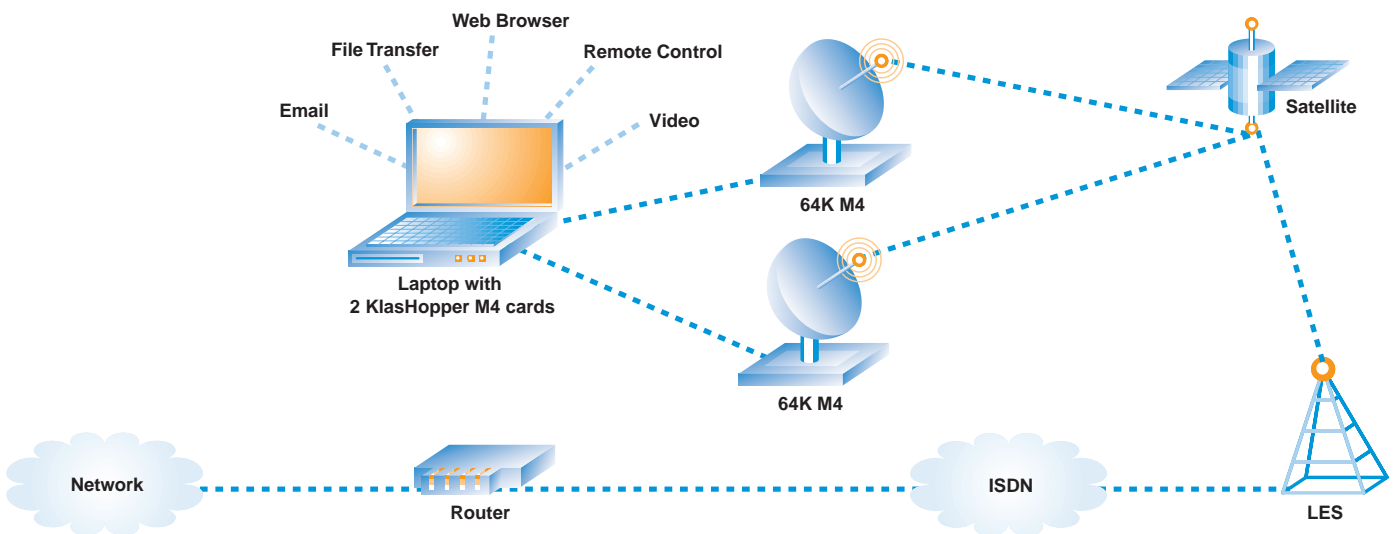 Web Browser
File Transfer
Remote Control
Email
Video
Satellite
64K M4
Laptop with
2 KlasHopper M4 cards
64K M4
Network
Router
ISDN
LES